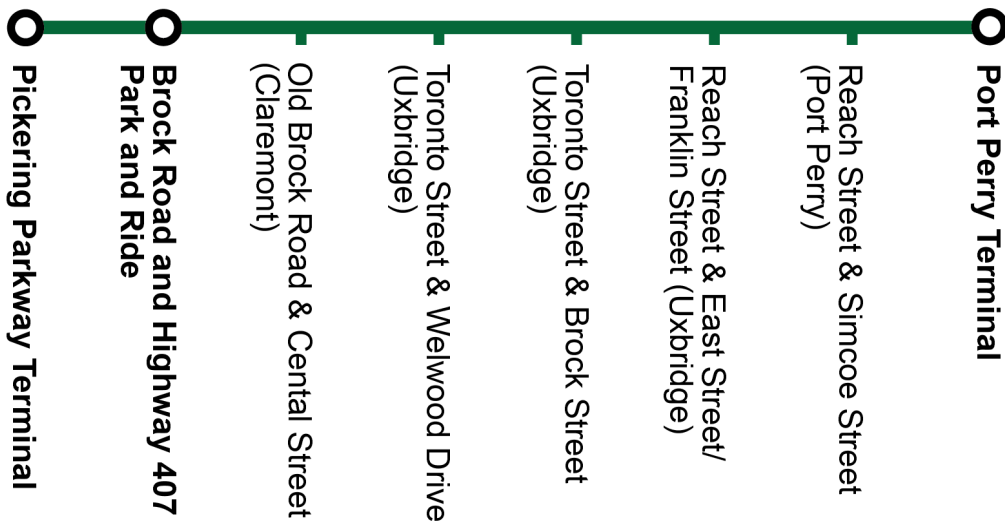 Pickering Parkway Terminal
Brock Road and Highway 407
Park and Ride
Old Brock Road & Cental Street
(Claremont)
Toronto Street & Welwood Drive
(Uxbridge)
Toronto Street & Brock Street
(Uxbridge)
Reach Street & East Street/
Franklin Street (Uxbridge)
Reach Street & Simcoe Street
(Port Perry)
Port Perry Terminal